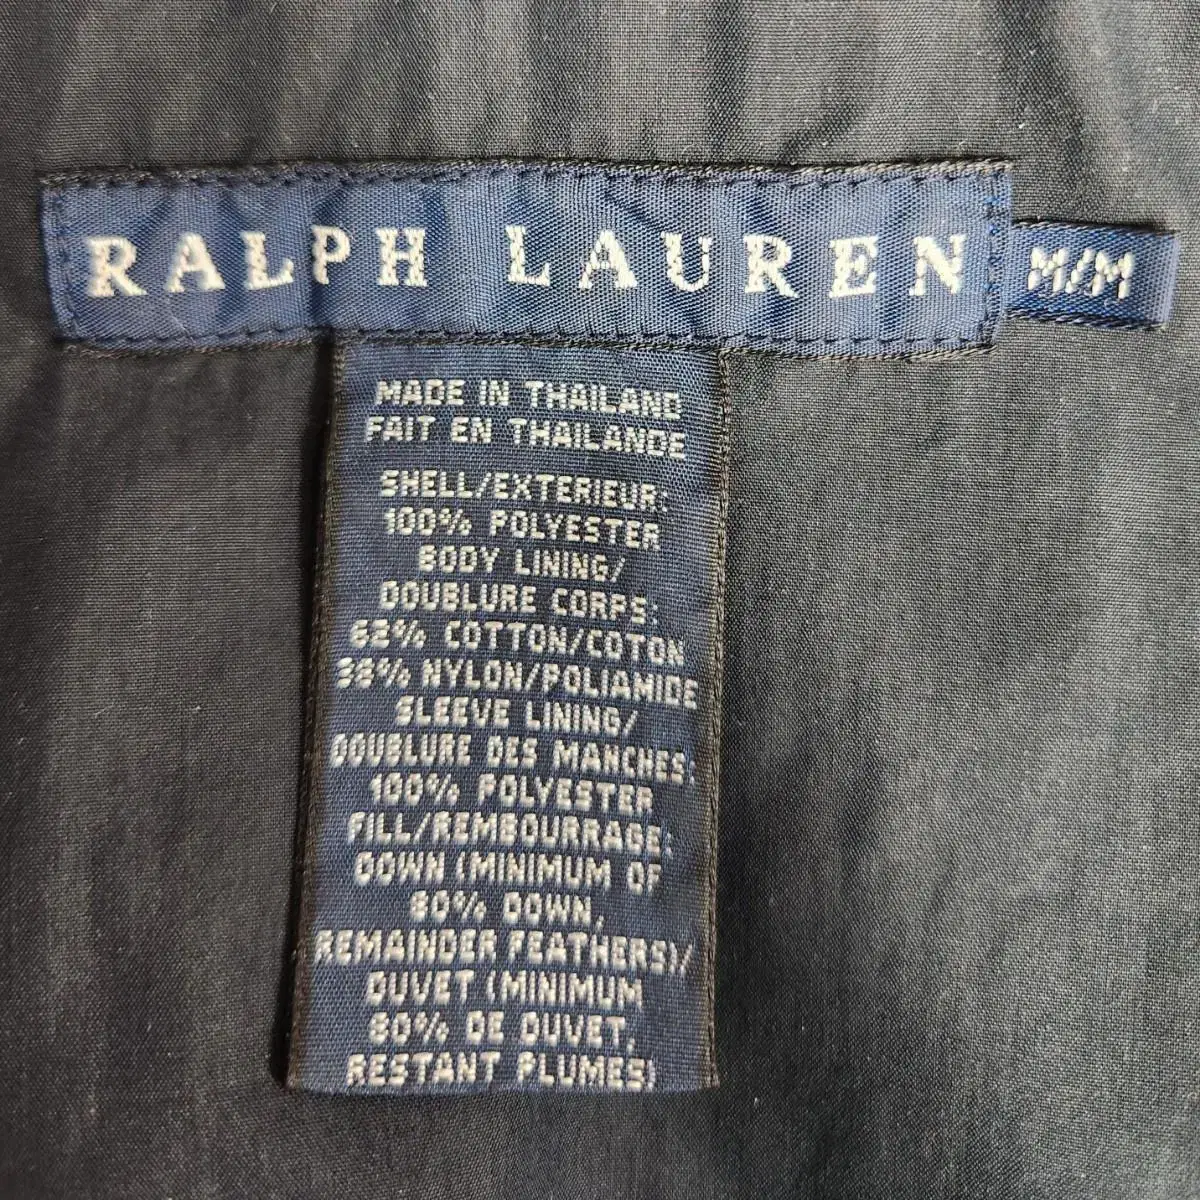 RALPH LAUREN M/M
MADE IN THAILAND
FAIT EN THAILANDE
SHELL/EXTERIEUR:
100% POLYESTER
BODY LINING/
DOUBLURE CORPS:
62% COTTON/COTON
38% NYLON/POLIAMIDE
SLEEVE LINING/
DOUBLURE DES MANCHES:
100% POLYESTER
FILL/REMBOURRAGE:
DOWN (MINIMUM OF
80% DOWN,
REMAINDER FEATHERS)/
DUVET (MINIMUM
80% DE DUVET,
RESTANT PLUMES)